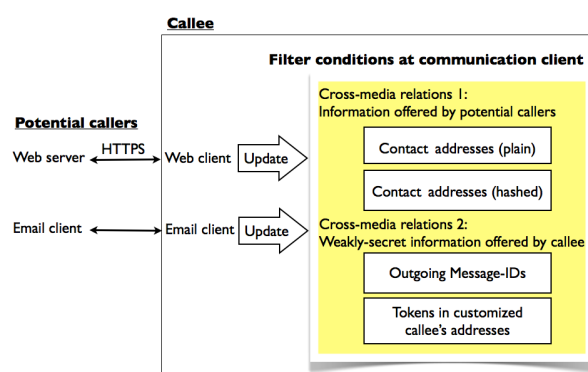 Callee
Filter conditions at communication client
Cross-media relations 1:
Information offered by potential callers
Potential callers
Web server
HTTPS
Web client
Update
Contact addresses (plain)
Contact addresses (hashed)
Email client
Email client
Update
Cross-media relations 2:
Weakly-secret information offered by callee
Outgoing Message-IDs
Tokens in customized
callee's addresses